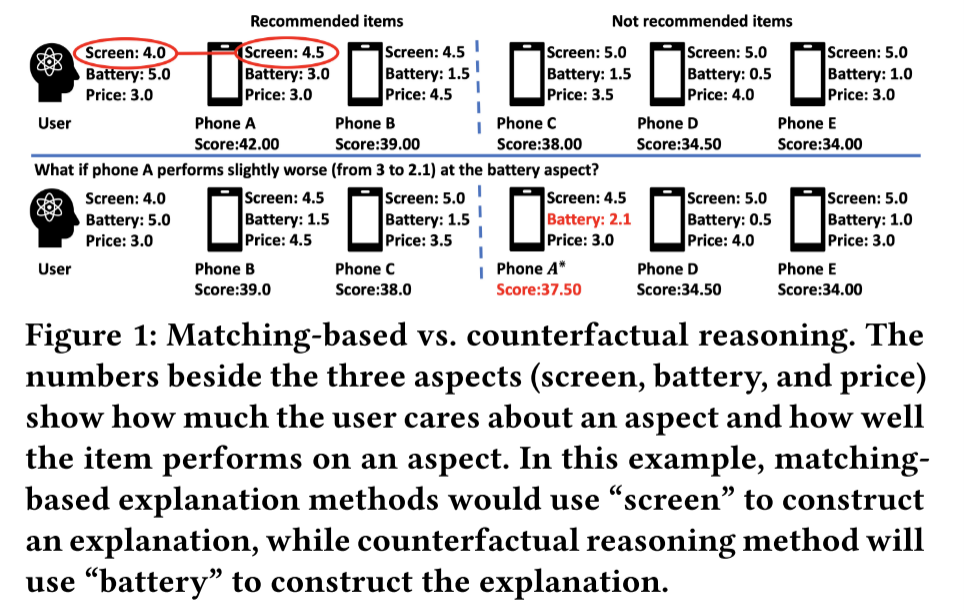 Recommended items Not recommended items
Screen: 4.0 Screen: 4.5 Screen: 4.5 Screen: 5.0 Screen: 5.0 Screen: 5.0
Battery: 5.0 Battery: 3.0 Battery: 1.5 Battery: 1.5 Battery: 0.5 Battery: 1.0
Price: 3.0 Price: 3.0 Price: 4.5 Price: 3.5 Price: 4.0 Price: 3.0
User Phone A Phone B Phone C Phone D Phone E
Score:42.00 Score:39.00 Score:38.00 Score:34.50 Score:34.00
What if phone A performs slightly worse (from 3 to 2.1) at the battery aspect?
Screen: 4.0 Screen: 4.5 Screen: 5.0 Screen: 4.5 Screen: 5.0 Screen: 5.0
Battery: 5.0 Battery: 1.5 Battery: 1.5 Battery: 2.1 Battery: 0.5 Battery: 1.0
Price: 3.0 Price: 4.5 Price: 3.5 Price: 3.0 Price: 4.0 Price: 3.0
User Phone B Phone C Phone A* Phone D Phone E
Score:39.0 Score:38.0 Score:37.50 Score:34.50 Score:34.00
Figure 1: Matching-based vs. counterfactual reasoning. The
numbers beside the three aspects (screen, battery, and price)
show how much the user cares about an aspect and how well
the item performs on an aspect. In this example, matching-
based explanation methods would use “screen” to construct
an explanation, while counterfactual reasoning method will
use “battery” to construct the explanation.